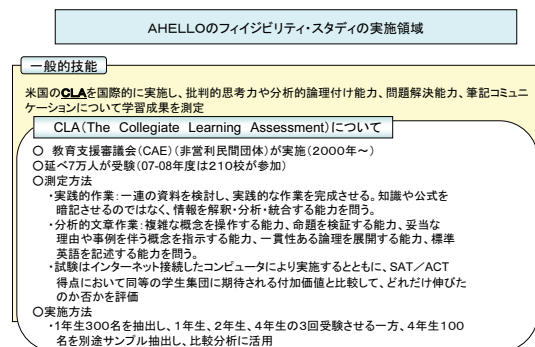 AHELLOのフィイジビリティ・スタディの実施領域
一般的技能
米国のCLAを国際的に実施し、批判的思考力や分析的論理付け能力、問題解決能力、筆記コミュニ
ケーションについて学習成果を測定
CLA(The Collegiate Learning Assessment)について
○ 教育支援審議会(CAE)(非営利民間団体)が実施(2000年~)
○延べ7万人が受験(07-08年度は210校が参加)
○測定方法
・実践的作業:一連の資料を検討し、実践的な作業を完成させる。知識や公式を
暗記させるのではなく、情報を解釈・分析・統合する能力を問う。
・分析的文章作業:複雑な概念を操作する能力、命題を検証する能力、妥当な
理由や事例を伴う概念を指示する能力、一貫性ある論理を展開する能力、標準
英語を記述する能力を問う。
・試験はインターネット接続したコンピュータにより実施するとともに、SAT/ACT
得点において同等の学生集団に期待される付加価値と比較して、どれだけ伸びた
のか否かを評価
○実施方法
・1年生300名を抽出し、1年生、2年生、4年生の3回受験させる一方、4年生100
名を別途サンプル抽出し、比較分析に活用